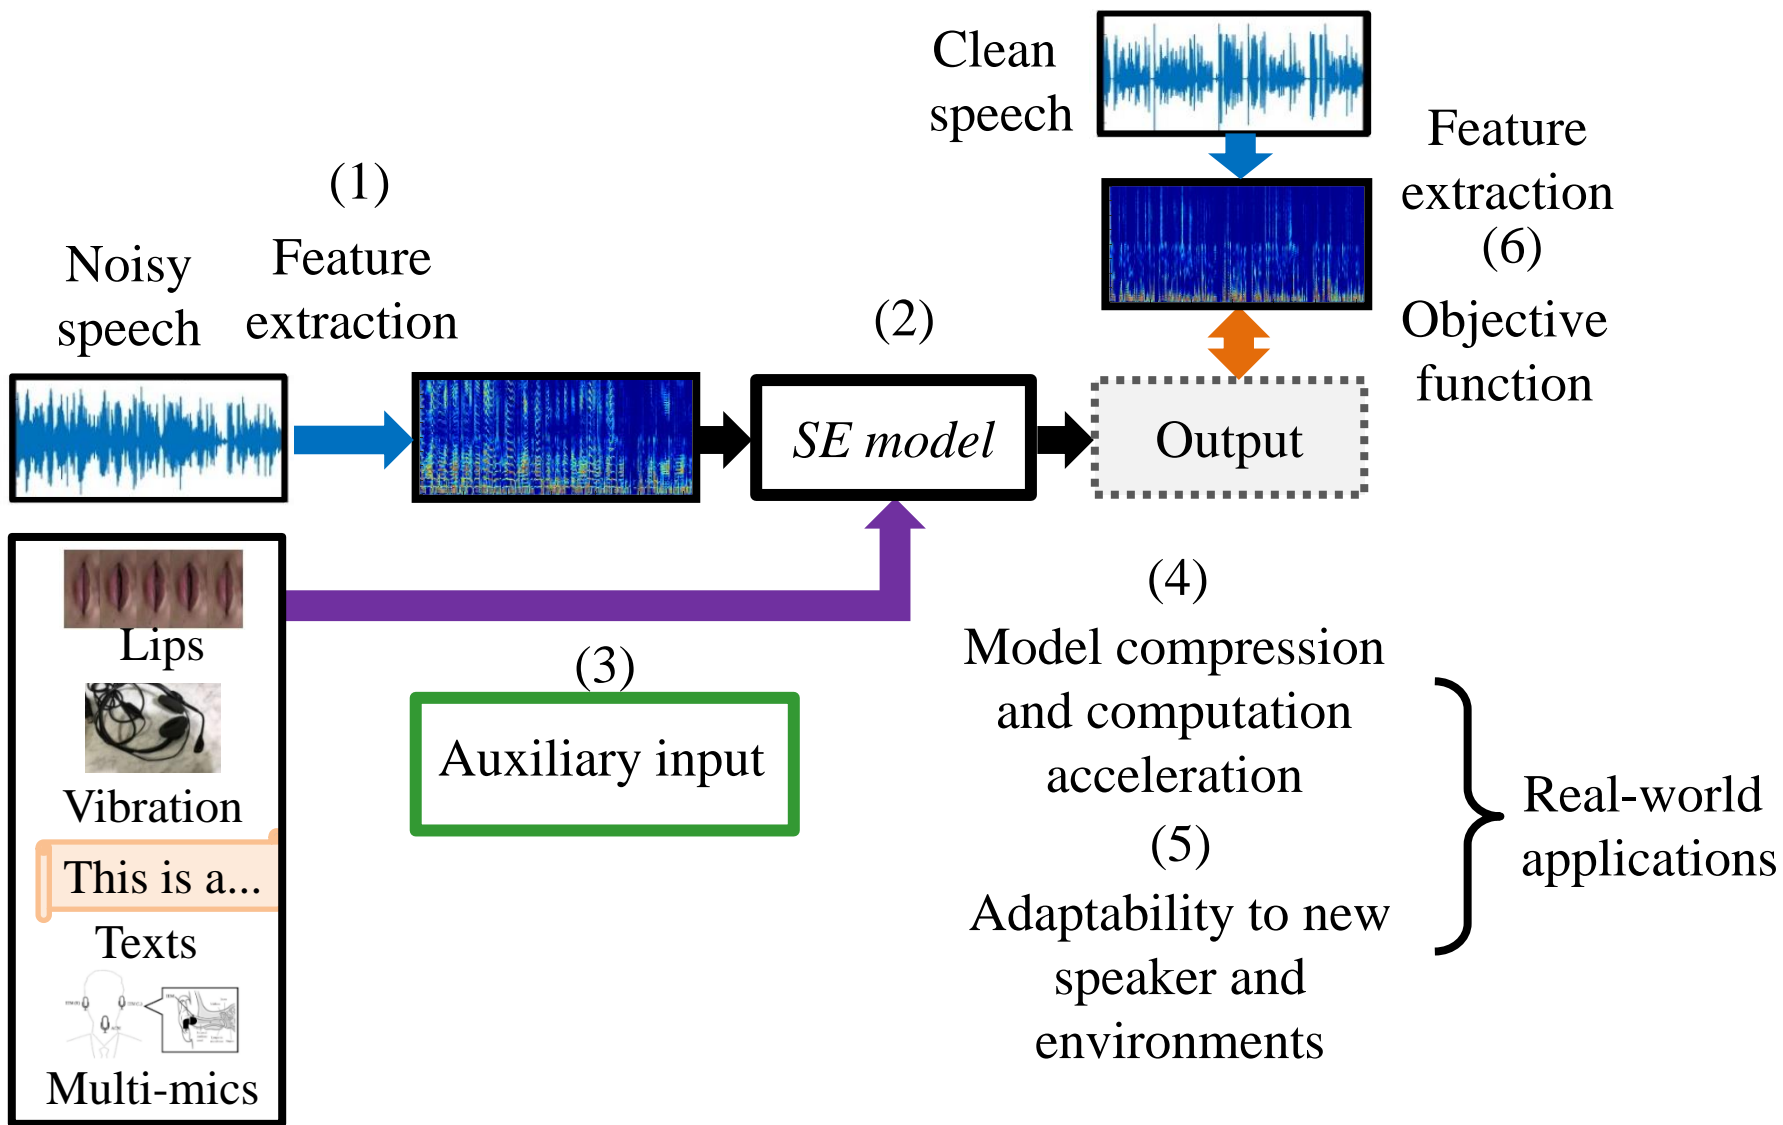 Clean
speech
Feature
extraction
(6)
Objective
function
(1)
Noisy
speech
Feature
extraction
(2)
SE model
Output
Lips
Vibration
This is a...
Texts
Multi-mics
(3)
Auxiliary input
(4)
Model compression
and computation
acceleration
(5)
Adaptability to new
speaker and
environments
Real-world
applications